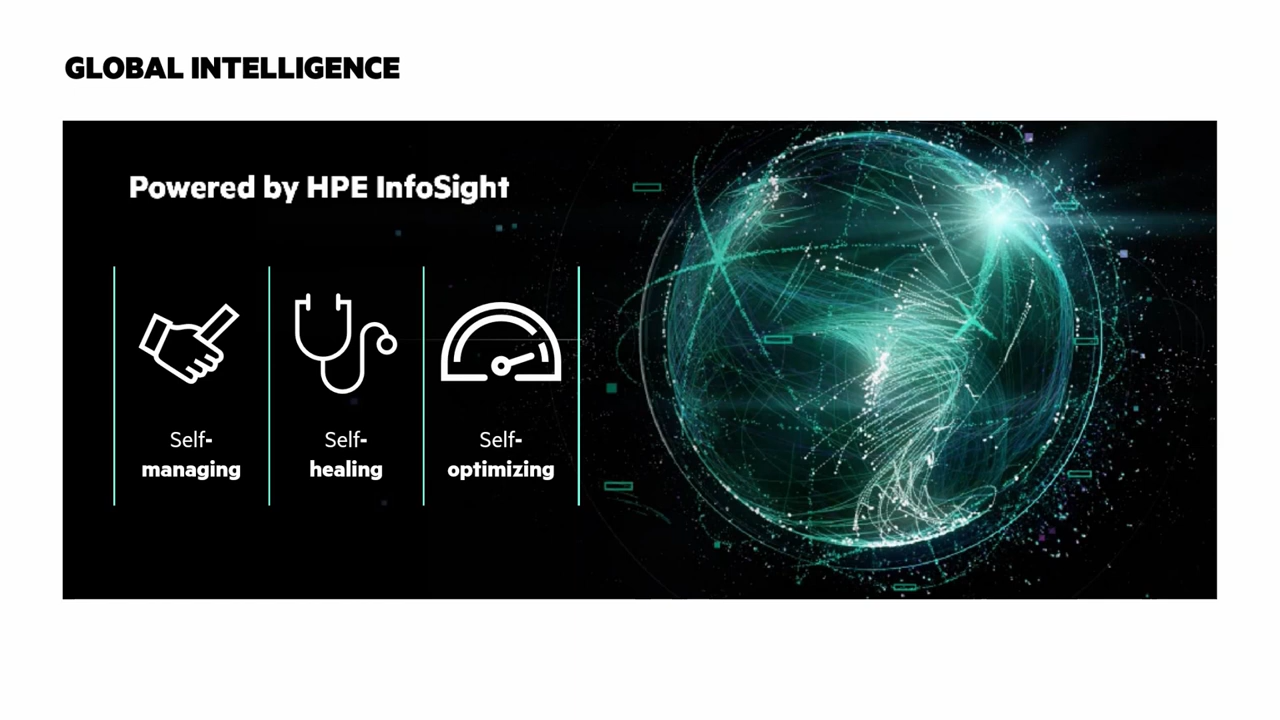 GLOBAL INTELLIGENCE
Powered by HPE InfoSight
Self-
managing
Self-
healing
Self-
optimizing